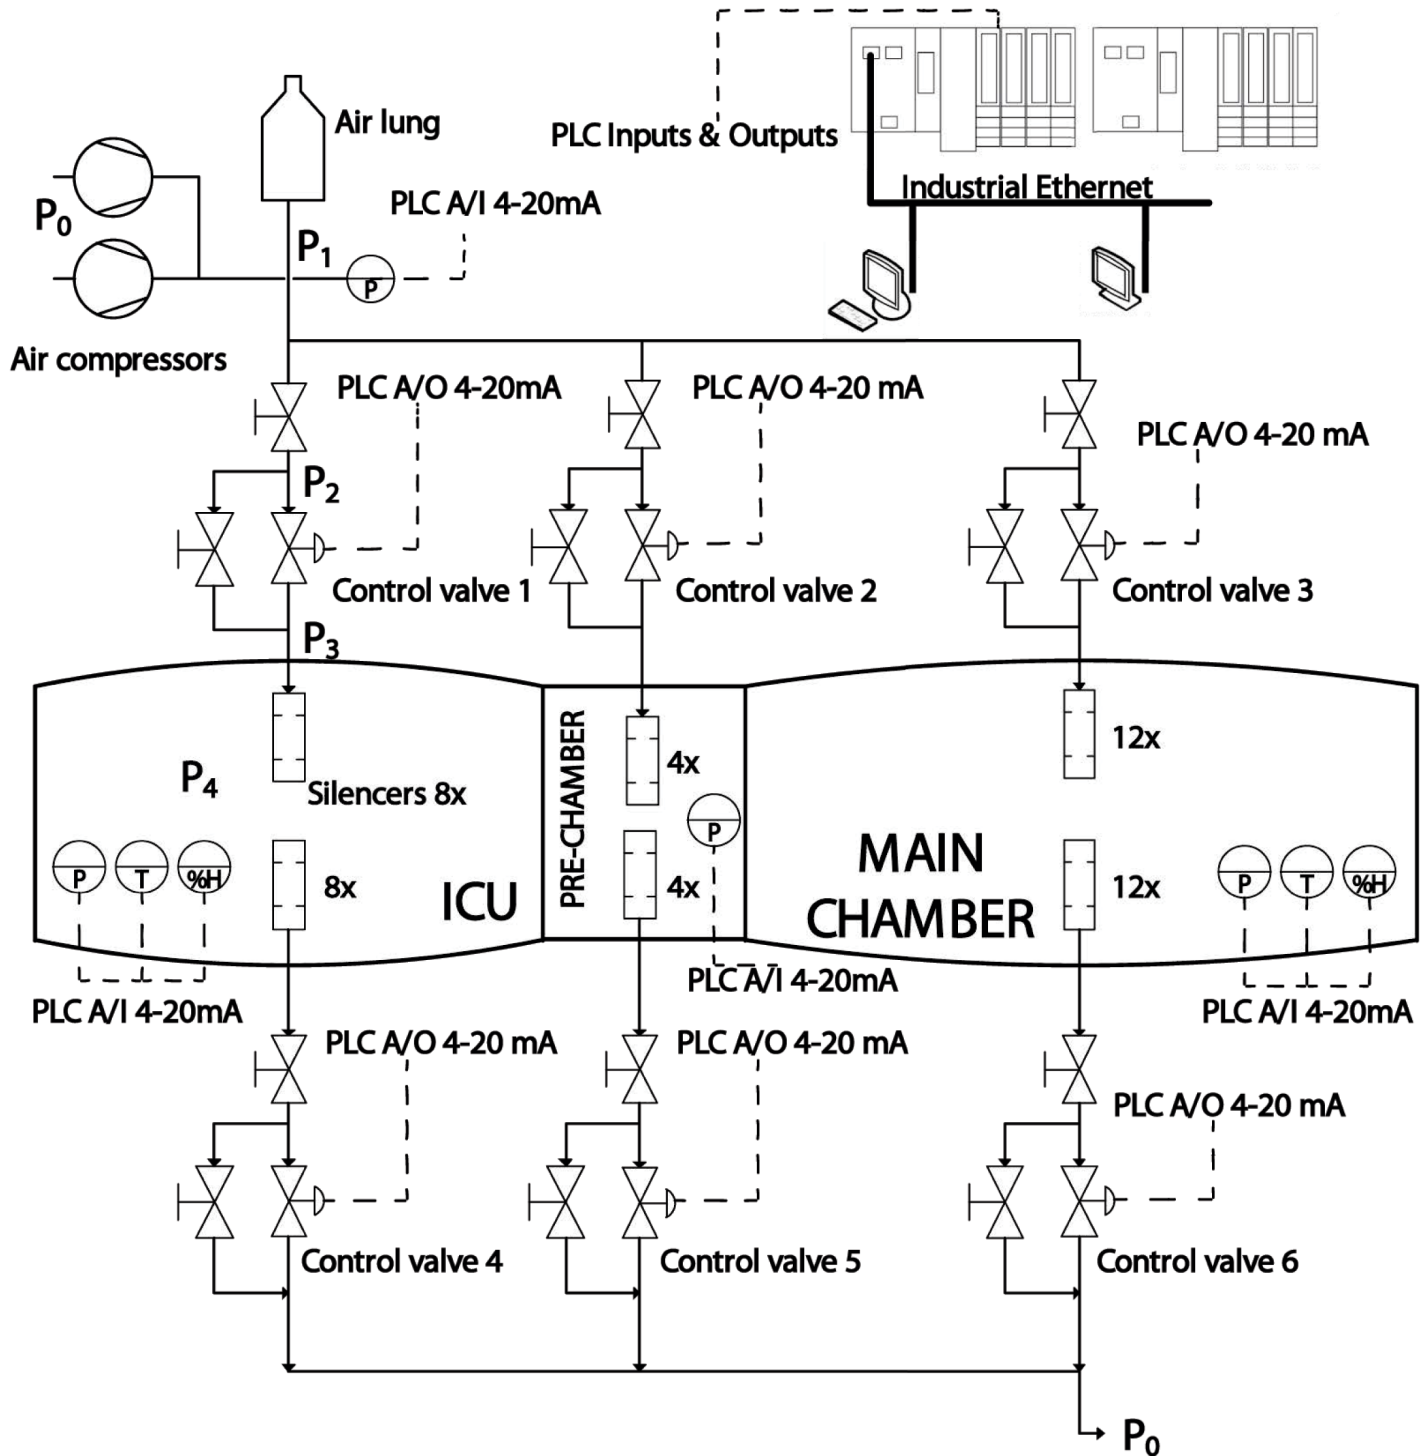 Air lung
PLC Inputs & Outputs
Industrial Ethernet
PLC A/I 4-20mA
P0
P1
P
Air compressors
PLC A/O 4-20mA
PLC A/O 4-20 mA
PLC A/O 4-20 mA
P2
Control valve 1
Control valve 2
Control valve 3
P3
P4
Silencers 8x
PRE-CHAMBER
4x
12x
P
P
T
%H
8x
ICU
4x
MAIN
CHAMBER
12x
P
T
%H
PLC A/I 4-20mA
PLC A/I 4-20mA
PLC A/I 4-20mA
PLC A/O 4-20 mA
PLC A/O 4-20 mA
PLC A/O 4-20 mA
Control valve 4
Control valve 5
Control valve 6
P0